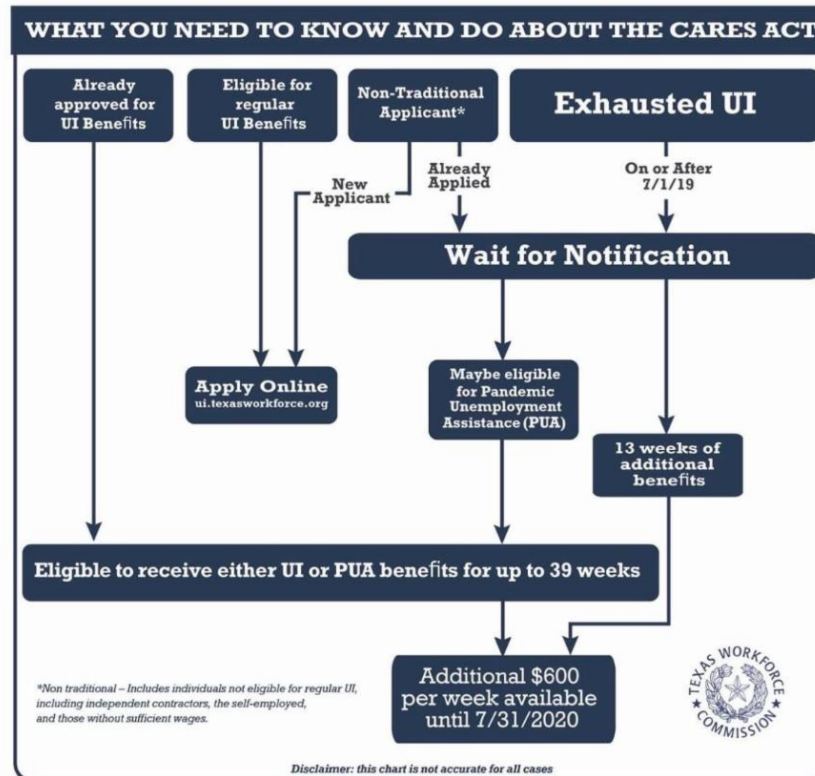 WHAT YOU NEED TO KNOW AND DO ABOUT THE CARES ACT
Already
approved for
UI Benefits
Eligible for
regular
UI Benefits
Non-Traditional
Applicant*
Exhausted UI
New
Applicant
Already
Applied
On or After
7/1/19
Wait for Notification
Apply Online
ui.texasworkforce.org
Maybe eligible
for Pandemic
Unemployment
Assistance (PUA)
13 weeks of
additional
benefits
Eligible to receive either UI or PUA benefits for up to 39 weeks
Additional $600
per week available
until 7/31/2020
*Non traditional – Includes individuals not eligible for regular UI,
including independent contractors, the self-employed,
and those without sufficient wages.
TEXAS WORKFORCE
COMMISSION
Disclaimer: this chart is not accurate for all cases